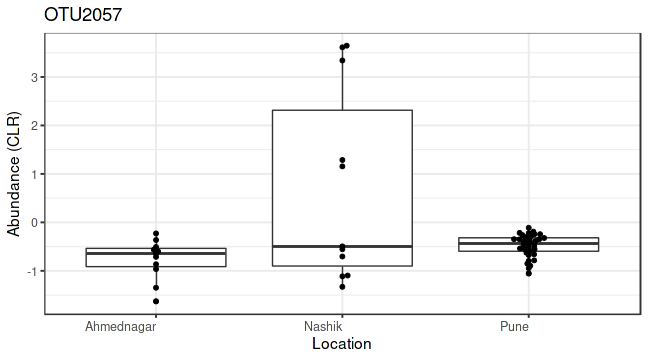 OTU2057
Abundance (CLR)
3
2
1
0
-1
Ahmednagar
Nashik
Pune
Location